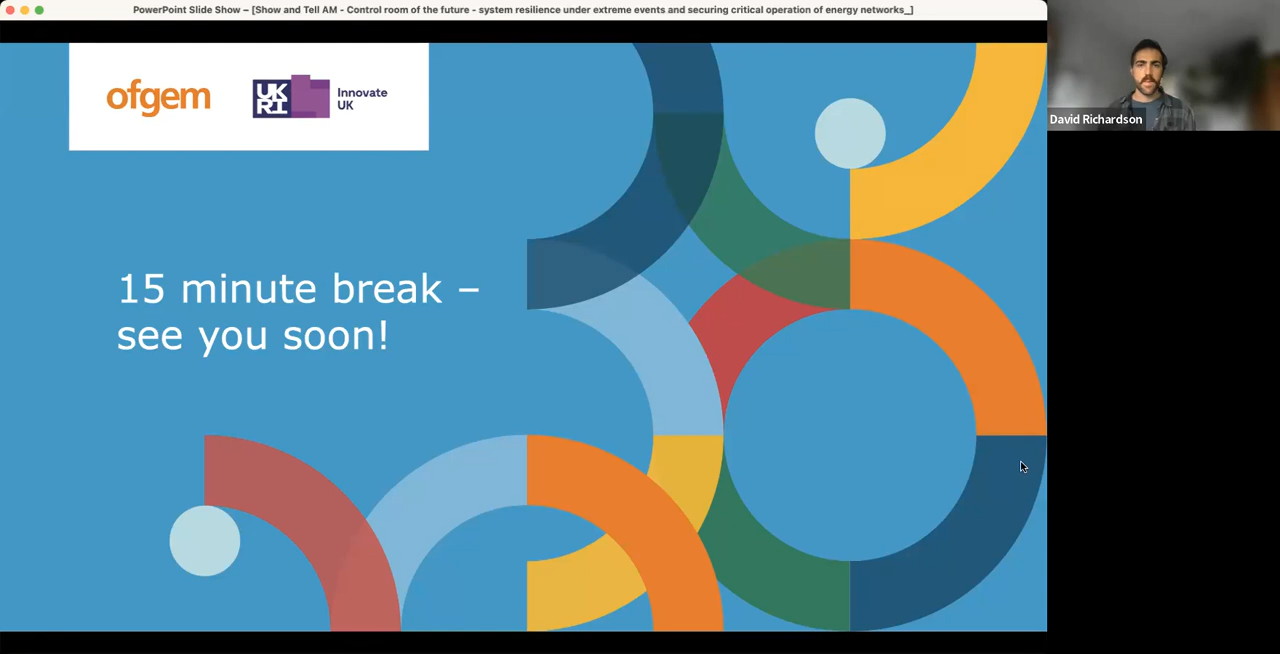 PowerPoint Slide Show – [Show and Tell AM - Control room of the future - system resilience under extreme events and securing critical operation of energy networks_]
ofgem
UK
RI
Innovate
UK
David Richardson
15 minute break –
see you soon!